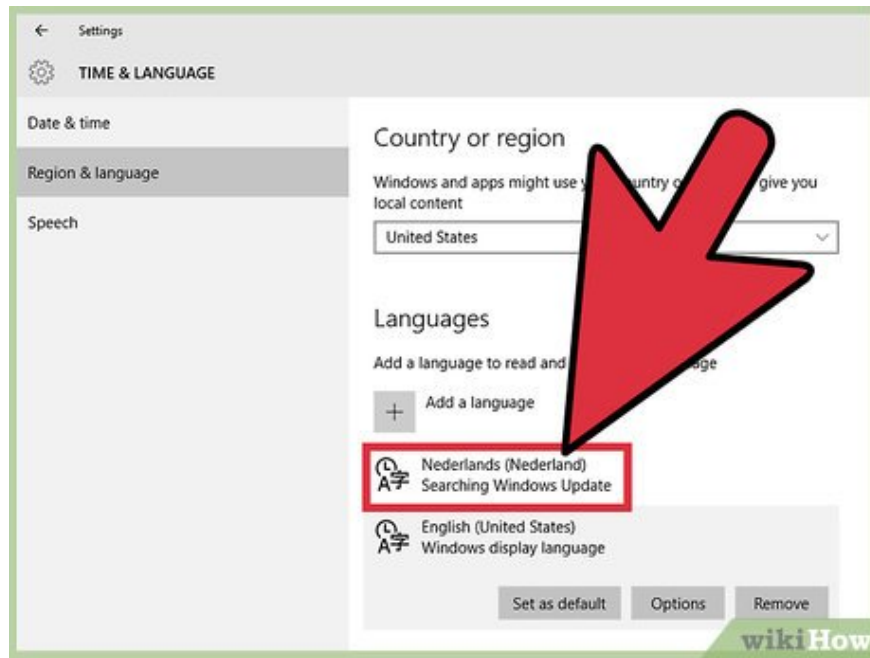 Settings
TIME & LANGUAGE
Date & time
Region & language
Speech
Country or region
Windows and apps might use give you
local content
United States
Languages
Add a language to read and
Add a language
Nederlands (Nederland)
Searching Windows Update
English (United States)
Windows display language
Set as default Options Remove
wikiHow